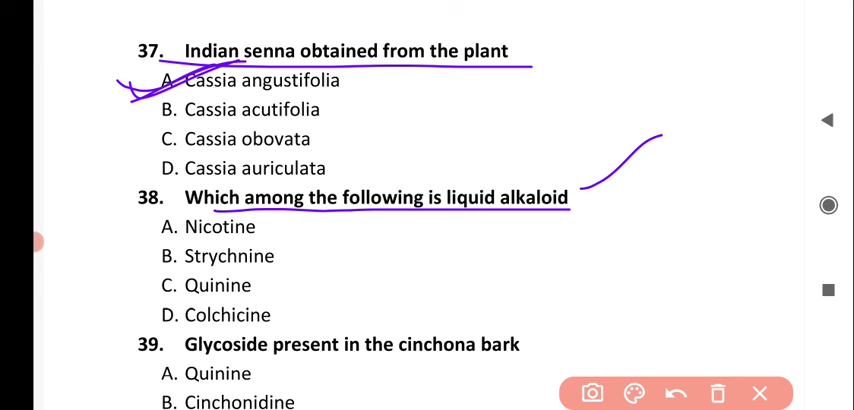 37. Indian senna obtained from the plant
A. Cassia angustifolia
B. Cassia acutifolia
C. Cassia obovata
D. Cassia auriculata
38. Which among the following is liquid alkaloid
A. Nicotine
B. Strychnine
C. Quinine
D. Colchicine
39. Glycoside present in the cinchona bark
A. Quinine
B. Cinchonidine